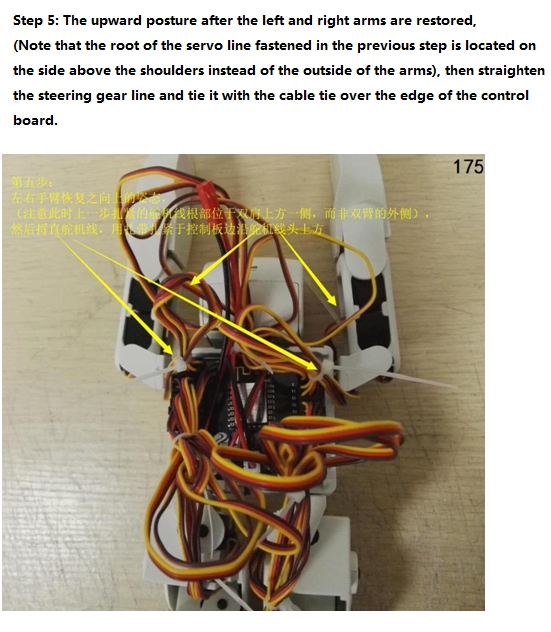 Step 5: The upward posture after the left and right arms are restored,
(Note that the root of the servo line fastened in the previous step is located on
the side above the shoulders instead of the outside of the arms), then straighten
the steering gear line and tie it with the cable tie over the edge of the control
board.
175
第五步:
左右手臂恢复之向上的姿态,
(注意此时上一步扎紧的舵机线根部位于双肩上方一侧,而非双臂的外侧),
然后捋直舵机线,用扎带扎紧于控制板边沿舵机线头上方